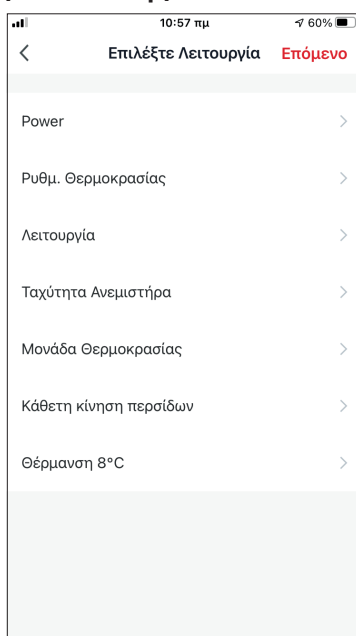 10:57 πμ 60%
Επιλέξτε Λειτουργία Επόμενο
Power
Ρυθμ. Θερμοκρασίας
Λειτουργία
Ταχύτητα Ανεμιστήρα
Μονάδα Θερμοκρασίας
Κάθετη κίνηση περσίδων
Θέρμανση 8°C